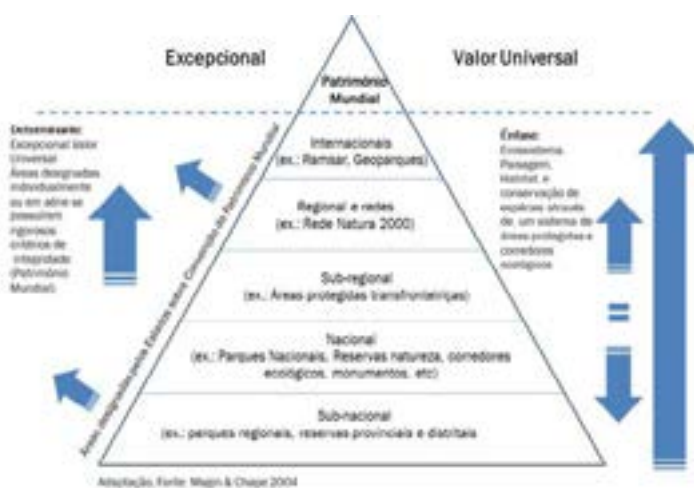 Excepcional
Valor Universal
Património
Mundial
Excepcional Valor
Universal
Áreas designadas
individualmente
ou em série se
possuírem
rigorosos
critérios de
integridade
(Património
Mundial)
Áreas designadas pelos Estados sobre Convenção do Património Mundial
Internacionais
(ex.: Ramsar, Geoparques)
Regional e redes
(ex.: Rede Natura 2000)
Sub-regional
(ex.: Áreas protegidas transfronteiriças)
Nacional
(ex.: Parques Nacionais, Reservas natureza, corredores
ecológicos, monumentos, etc)
Sub-nacional
(ex.: parques regionais, reservas provinciais e distritais
Ênfase:
Ecossistema,
Paisagem,
Habitat, e
conservação de
espécies através
de, um sistema de
áreas protegidas e
corredores
ecológicos
=
Adaptação, Fonte: Magin & Chape 2004